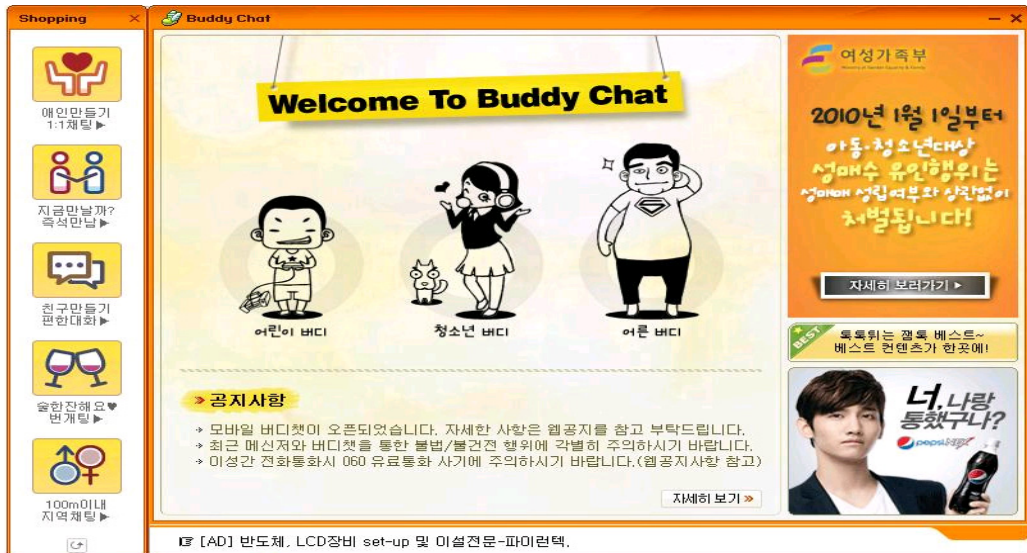 Shopping
애인만들기
1:1채팅▶
지금만날까?
즉석만남▶
친구만들기
편한대화▶
술한잔해요♥
번개팅▶
100m이내
지역채팅▶
Buddy Chat
Welcome To Buddy Chat
어린이 버디
청소년 버디
어른 버디
» 공지사항
모바일 버디챗이 오픈되었습니다. 자세한 사항은 웹공지를 참고 부탁드립니다.
최근 메신저와 버디챗을 통한 불법/불건전 행위에 각별히 주의하시기 바랍니다.
이성간 전화통화시 060 유료통화 사기에 주의하시기 바랍니다.(웹공지사항 참고)
자세히 보기 »
여성가족부
2010년 1월 1일부터
아동·청소년대상
성매수 유인행위는
성매매 성립여부와 상관없이
처벌됩니다!
자세히 보러가기 ▶
BEST
톡톡튀는 잼톡 베스트~
베스트 컨텐츠가 한곳에!
너, 나랑
통했구나?
pepsi NEX
☞ [AD] 반도체, LCD장비 set-up 및 이설전문-파이런텍.